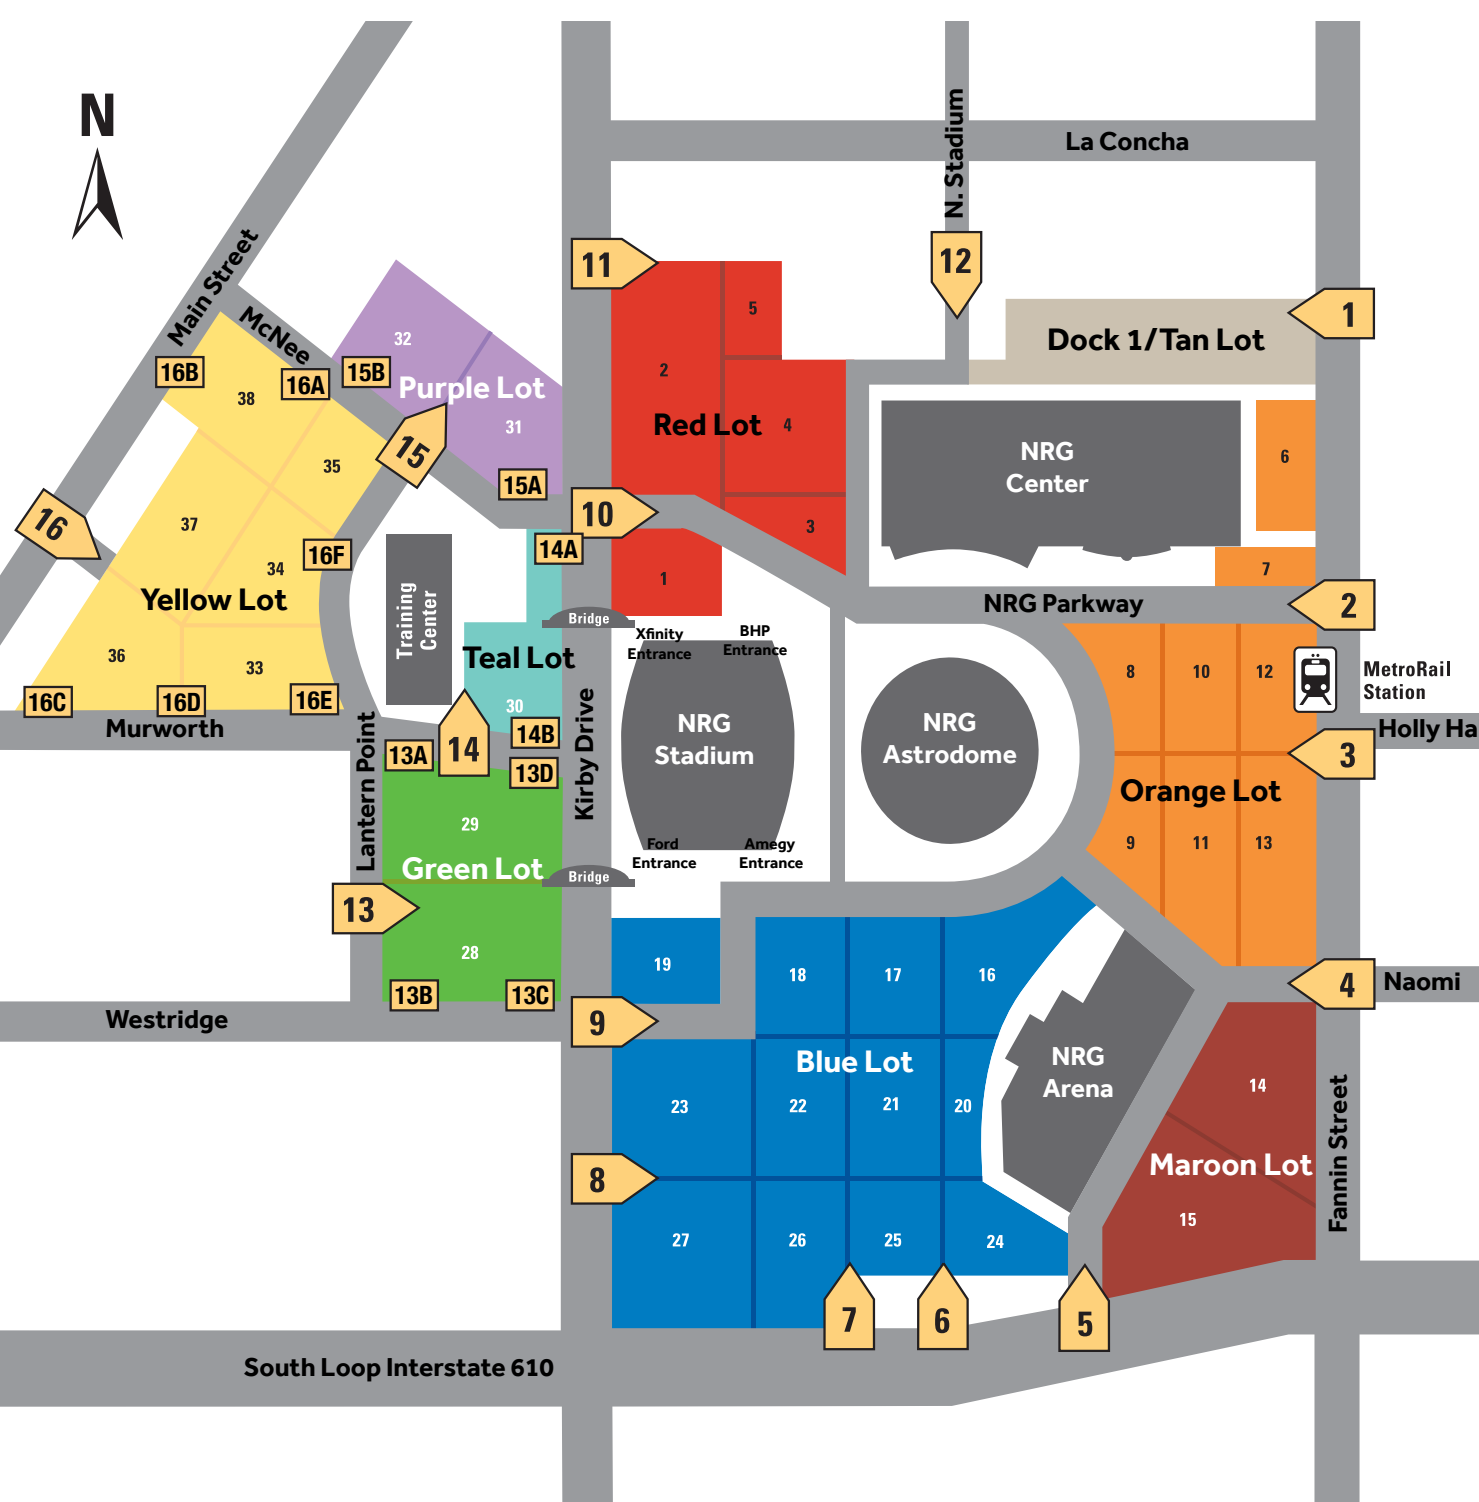 N
La Concha
N. Stadium
Main Street
McNee
11
12
1
5
Dock 1/Tan Lot
32
16B
16A
15B
2
38
Purple Lot
Red Lot
4
31
NRG
Center
6
15
35
15A
10
16
37
3
14A
16F
34
7
1
Yellow Lot
Training
Center
NRG Parkway
2
Bridge
Xfinity
Entrance
BHP
Entrance
36
33
Teal Lot
8
10
12
MetroRail
Station
16C
16D
16E
30
Murworth
14
14B
Kirby Drive
NRG
Stadium
NRG
Astrodome
Holly Ha
3
13A
13D
Lantern Point
Orange Lot
29
9
11
13
Green Lot
Bridge
Ford
Entrance
Amegy
Entrance
13
28
19
18
17
16
4
Naomi
13B
13C
Westridge
9
Blue Lot
NRG
Arena
14
23
22
21
20
Fannin Street
Maroon Lot
8
15
27
26
25
24
7
6
5
South Loop Interstate 610